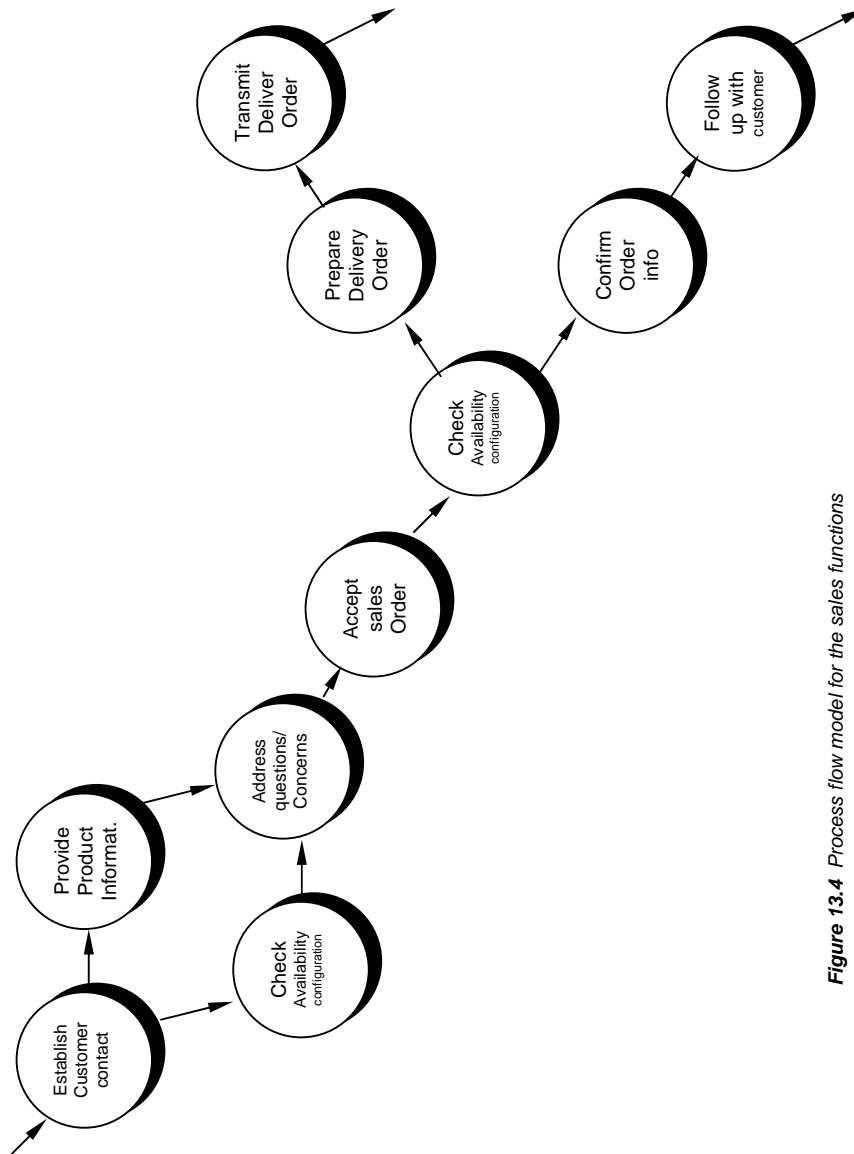 Establish
Customer
contact
Provide
Product
Informat.
Check
Availability
configuration
Address
questions/
Concerns
Accept
sales
Order
Check
Availability
configuration
Prepare
Delivery
Order
Transmit
Deliver
Order
Confirm
Order
info
Follow
up with
customer
Figure 13.4 Process flow model for the sales functions